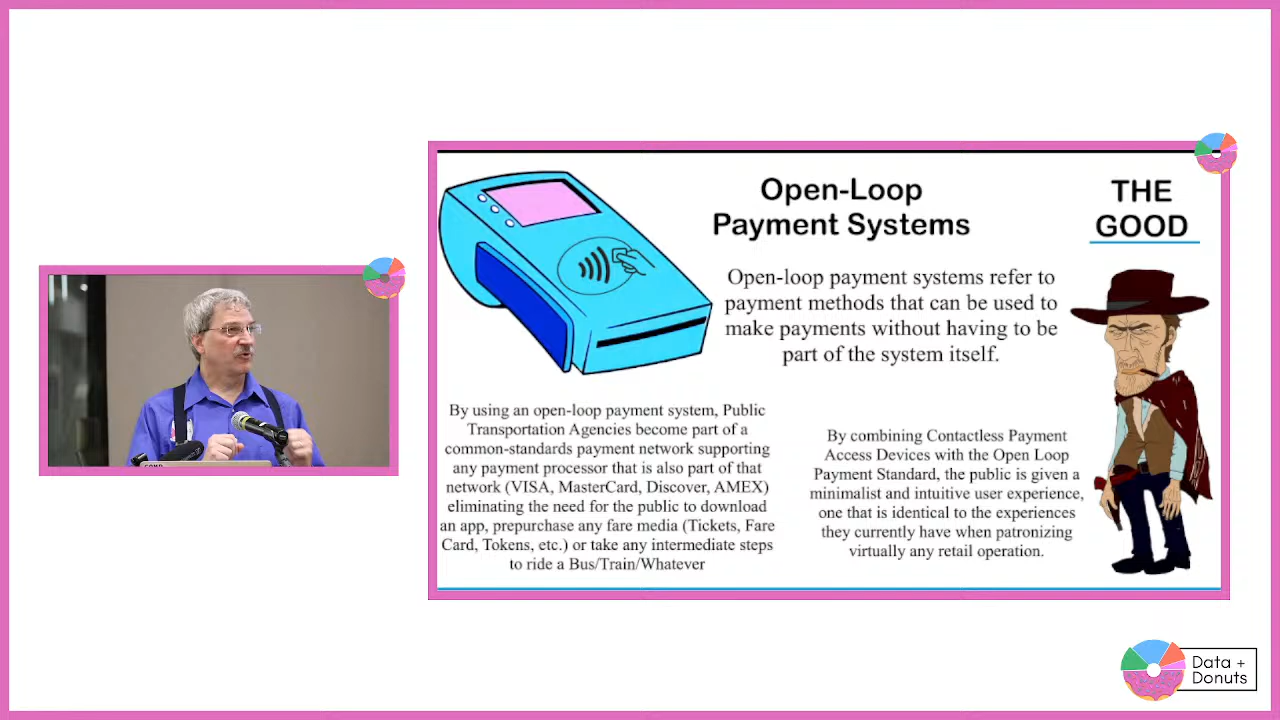 Open-Loop
Payment Systems
THE
GOOD
Open-loop payment systems refer to
payment methods that can be used to
make payments without having to be
part of the system itself.
By using an open-loop payment system, Public
Transportation Agencies become part of a
common-standards payment network supporting
any payment processor that is also part of that
network (VISA, MasterCard, Discover, AMEX)
eliminating the need for the public to download
an app, prepurchase any fare media (Tickets, Fare
Card, Tokens, etc.) or take any intermediate steps
to ride a Bus/Train/Whatever
By combining Contactless Payment
Access Devices with the Open Loop
Payment Standard, the public is given a
minimalist and intuitive user experience,
one that is identical to the experiences
they currently have when patronizing
virtually any retail operation.
Data +
Donuts